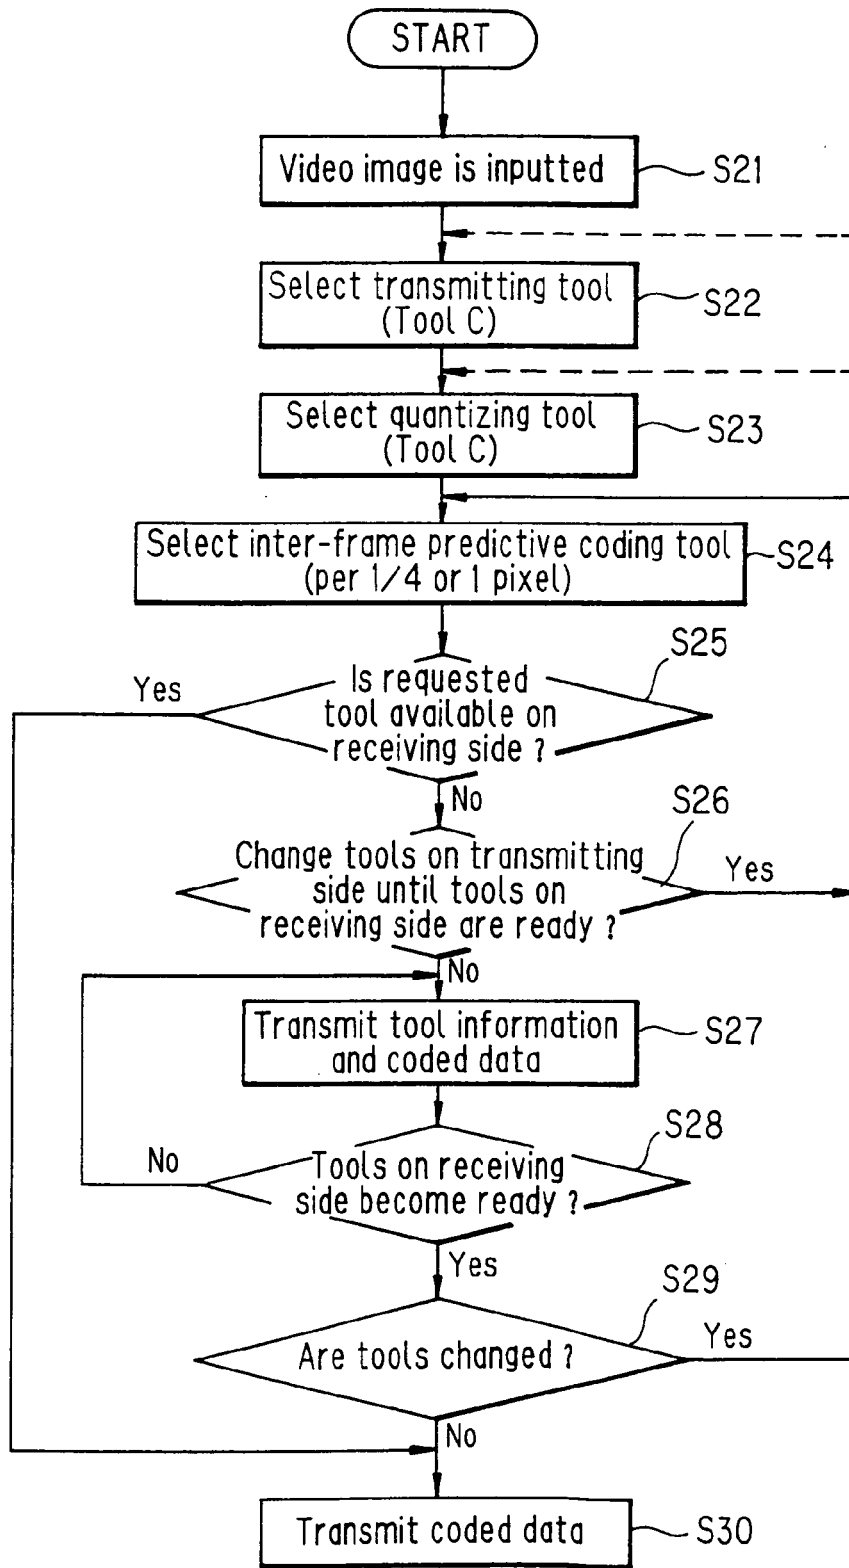 START
Video image is inputted
S21
Select transmitting tool
(Tool C)
S22
Select quantizing tool
(Tool C)
S23
Select inter-frame predictive coding tool
(per 1/4 or 1 pixel)
S24
S25
Yes
Is requested
tool available on
receiving side ?
No
S26
Change tools on transmitting
side until tools on
receiving side are ready ?
Yes
No
Transmit tool information
and coded data
S27
S28
No
Tools on receiving
side become ready ?
Yes
S29
Are tools changed ?
Yes
No
Transmit coded data
S30